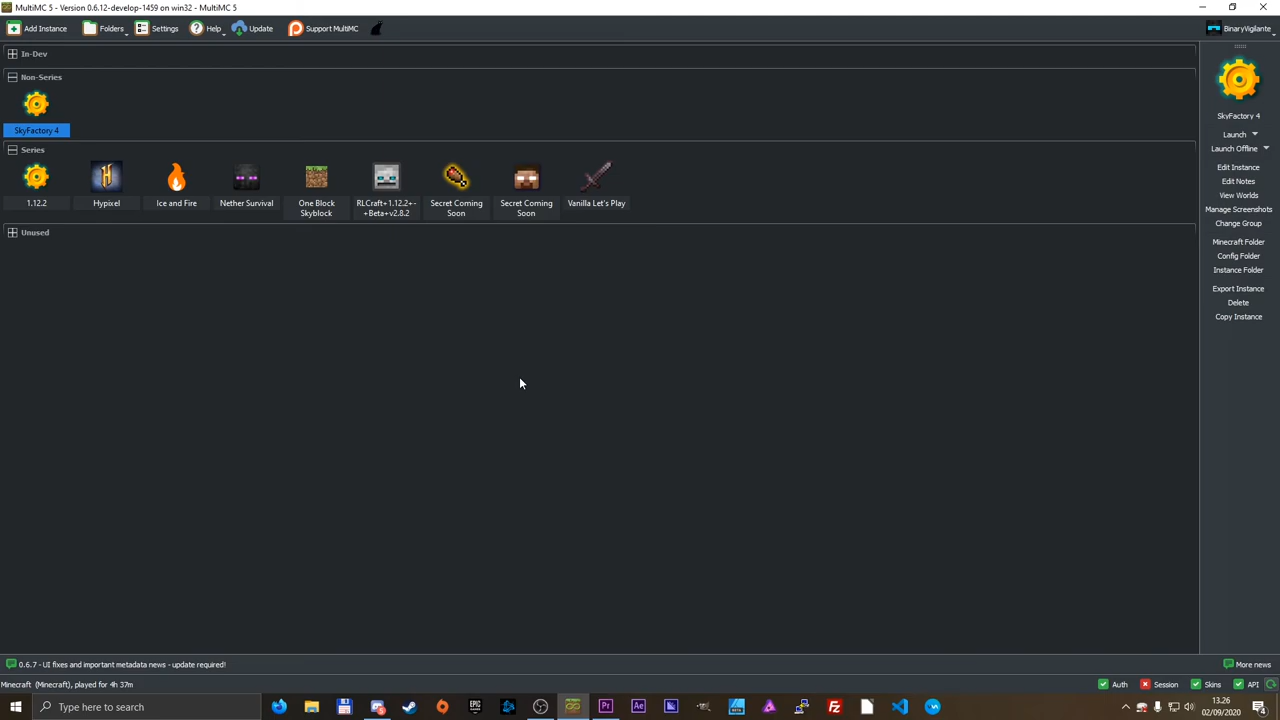 MultiMC 5 - Version 0.6.12-develop-1459 on win32 - MultiMC 5
Add Instance Folders Settings Help Update Support MultiMC BinaryVigilante
In-Dev
Non-Series
SkyFactory 4
Series
1.12.2
Hypixel
Ice and Fire
Nether Survival
One Block
Skyblock
RLCraft+1.12.2+-
+Beta+v2.8.2
Secret Coming
Soon
Secret Coming
Soon
Vanilla Let's Play
Unused
SkyFactory 4
Launch
Launch Offline
Edit Instance
Edit Notes
View Worlds
Manage Screenshots
Change Group
Minecraft Folder
Config Folder
Instance Folder
Export Instance
Delete
Copy Instance
0.6.7 - UI fixes and important metadata news - update required!
More news
Minecraft (Minecraft), played for 4h 37m
Auth Session Skins API
Type here to search
13.26
02/09/2020